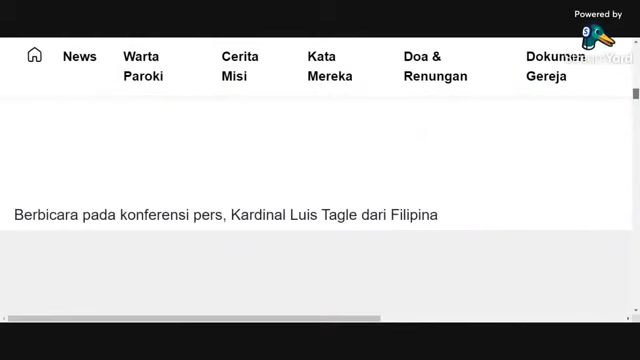 Powered by
StreamYard
News
Warta Paroki
Cerita Misi
Kata Mereka
Doa & Renungan
Dokumen Gereja
Berbicara pada konferensi pers, Kardinal Luis Tagle dari Filipina